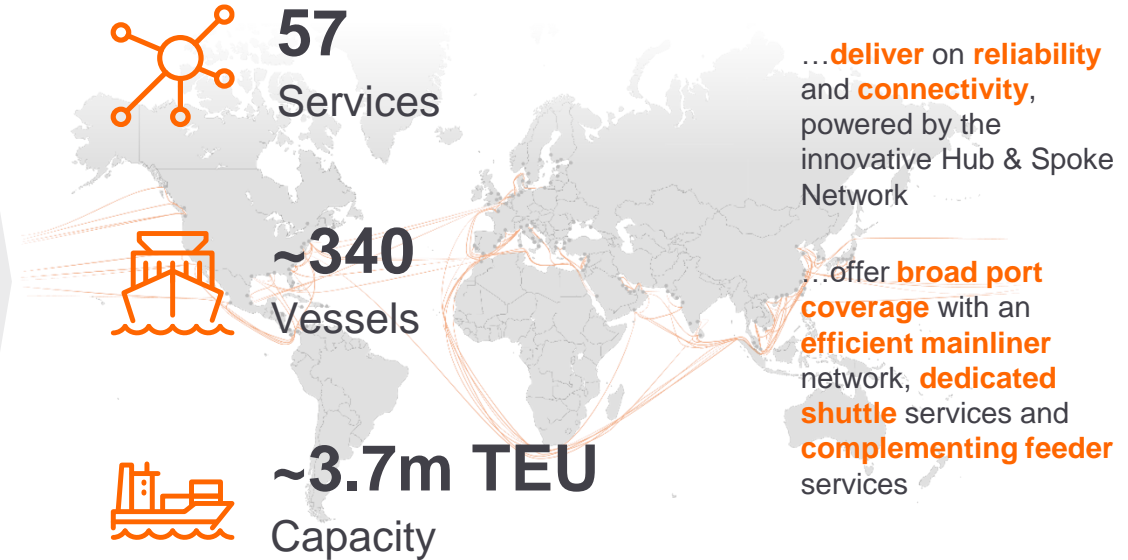 57
Services
~340
Vessels
~3.7m TEU
Capacity
…deliver on reliability
and connectivity,
powered by the
innovative Hub & Spoke
Network
…offer broad port
coverage with an
efficient mainliner
network, dedicated
shuttle services and
complementing feeder
services